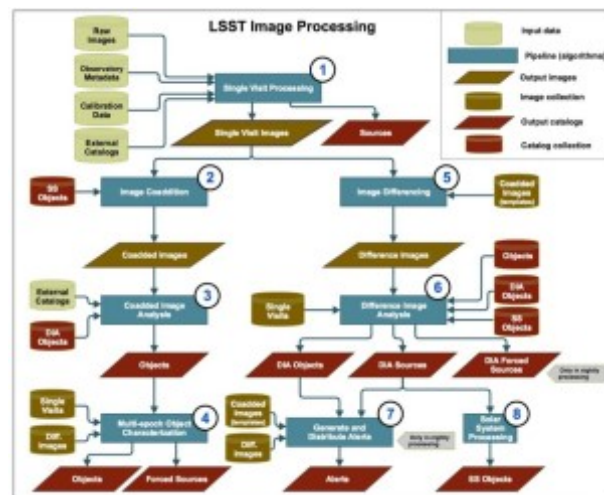 LSST Image Processing
Raw
Images
Observatory
Metadata
Calibration
Data
External
Catalogs
1
Single Visit Processing
Single Visit Images
Sources
Input data
Pipeline (algorithms)
Output images
Image collection
Output catalogs
Catalog collection
SS
Objects
2
Image Coaddition
5
Image Differencing
Coadded
Images
(templates)
Coadded Images
Difference Images
External
Catalogs
DIA
Objects
3
Coadded Image
Analysis
Single
Visits
6
Difference Image
Analysis
Objects
DIA
Objects
SS
Objects
Objects
DIA Objects
DIA Sources
DIA Forced
Sources
Only in nightly
processing
Single
Visits
Diff.
Images
4
Multi-epoch Object
Characterization
Coadded
Images
(templates)
Diff.
Images
7
Generate and
Distribute Alerts
Only in nightly
processing
8
Solar
System
Processing
Objects
Forced Sources
Alerts
SS Objects